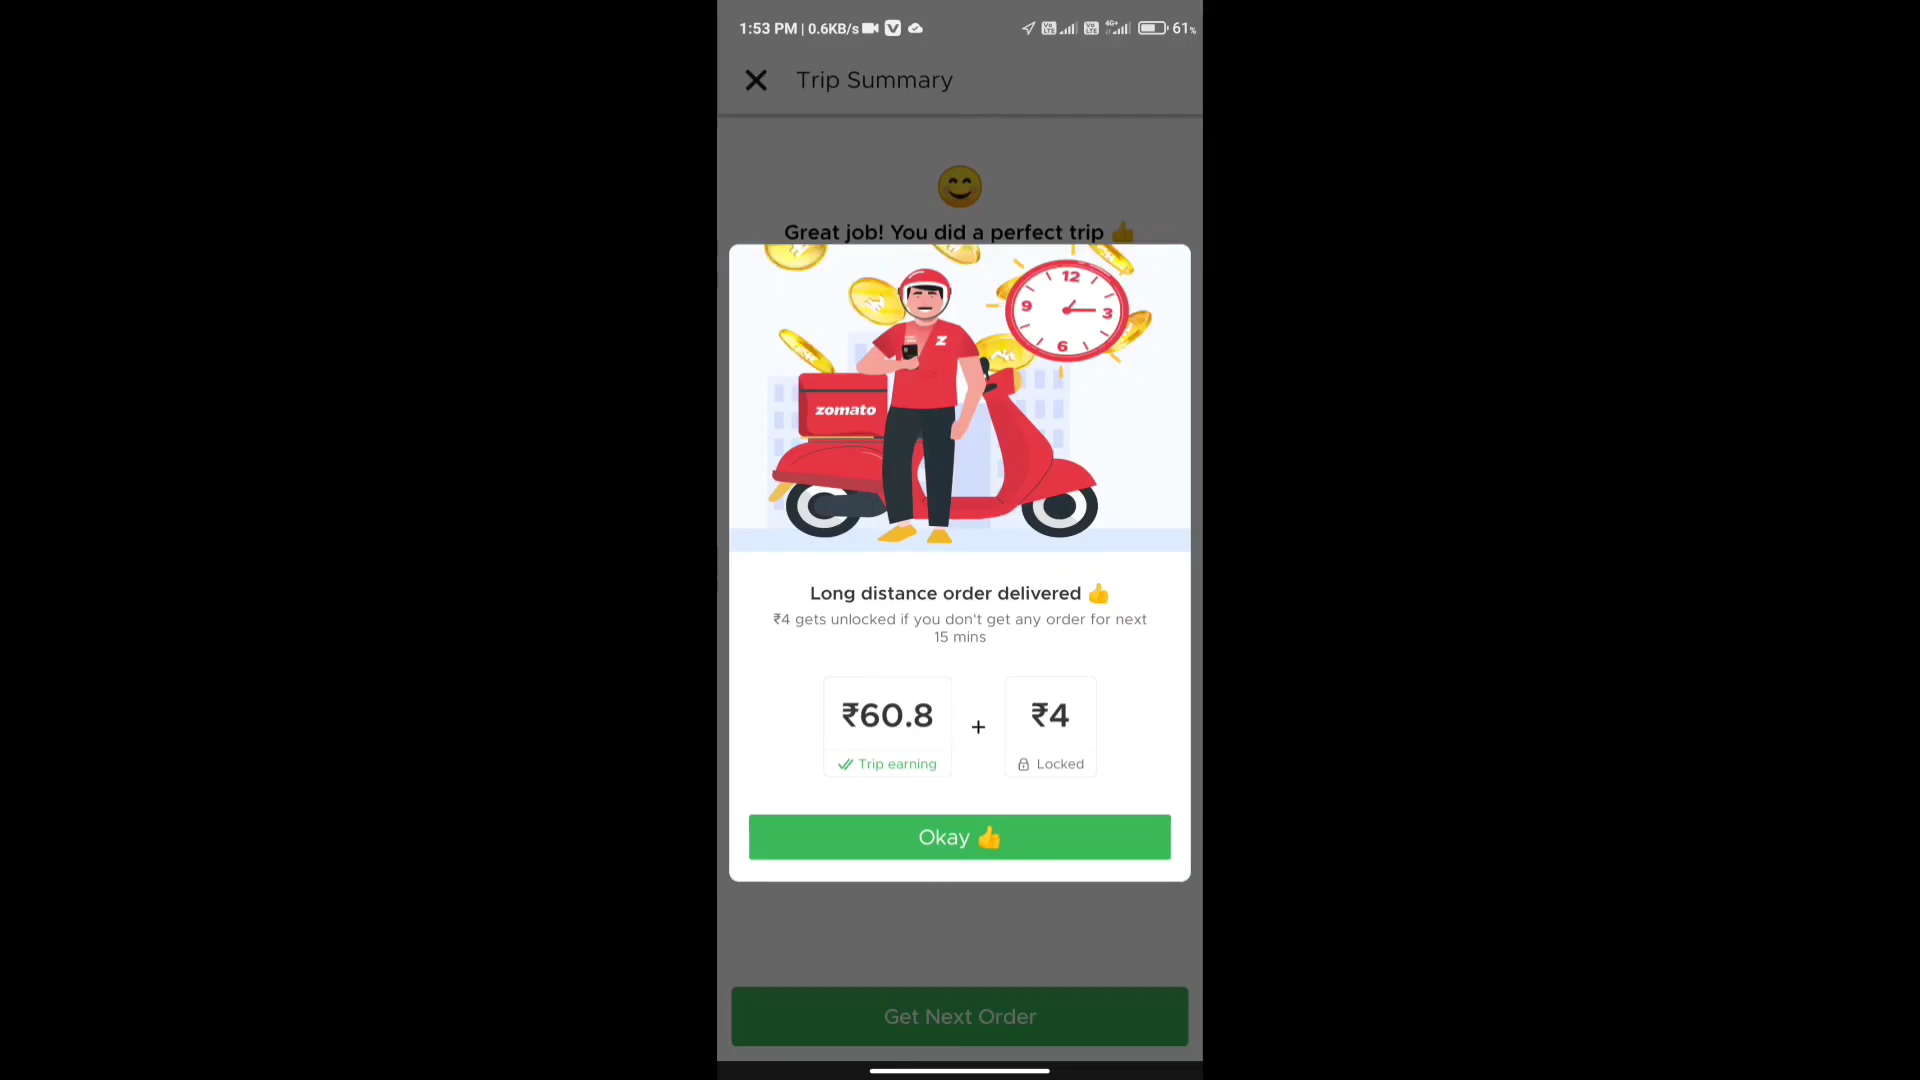 1:53 PM | 0.6KB/s 61%
Trip Summary
Great job! You did a perfect trip 👍
12
9
3
6
Z
zomato
Long distance order delivered 👍
₹4 gets unlocked if you don't get any order for next
15 mins
₹60.8 + ₹4
Trip earning Locked
Okay 👍
Get Next Order